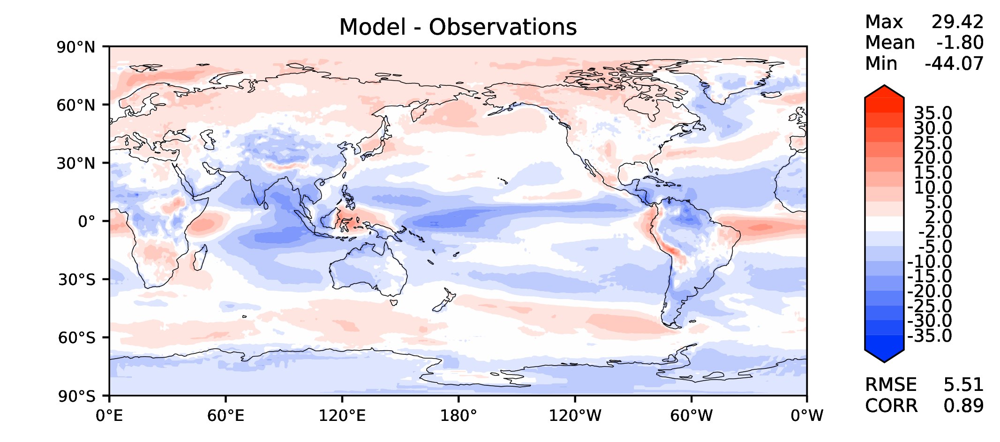 Model - Observations
Max 29.42
Mean -1.80
Min -44.07
90°N
60°N
30°N
0°
30°S
60°S
90°S
0°E 60°E 120°E 180° 120°W 60°W 0°W
35.0
30.0
25.0
20.0
15.0
10.0
5.0
2.0
-2.0
-5.0
-10.0
-15.0
-20.0
-25.0
-30.0
-35.0
RMSE 5.51
CORR 0.89